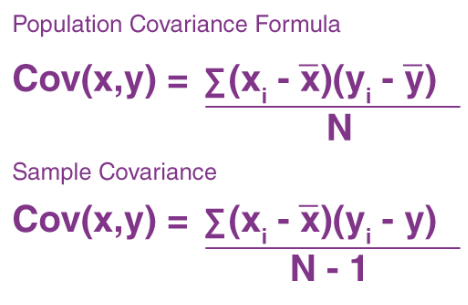 Population Covariance Formula
Cov(x,y) = ∑(xᵢ - x̅)(yᵢ - y̅)
N
Sample Covariance
Cov(x,y) = ∑(xᵢ - x̅)(yᵢ - y)
N - 1